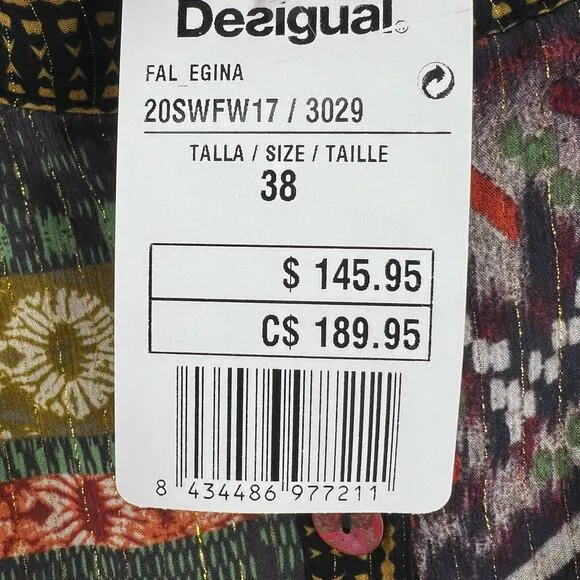 Desigual.
FAL_EGINA
20SWFW17 / 3029
TALLA / SIZE / TAILLE
38
$ 145.95
C$ 189.95
8 434486 977211